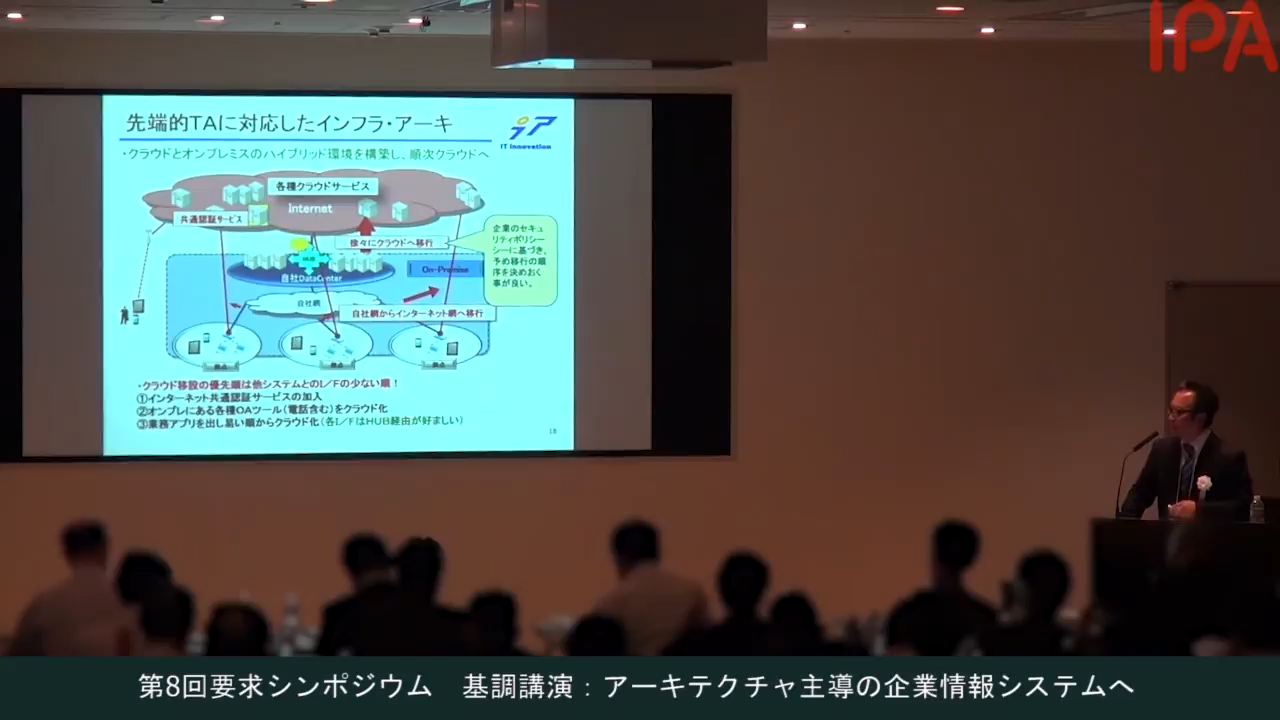 IPA
先端的TAに対応したインフラ・アーキ
IT Innovation
・クラウドとオンプレミスのハイブリッド環境を構築し、順次クラウドへ
各種クラウドサービス
Internet
共通認証サービス
徐々にクラウドへ移行
企業のセキュ
リティポリシー
シーに基づき、
予め移行の順
序を決めおく
事が良い。
HUB
On-Premise
自社DataCenter
自社網
自社網からインターネット網へ移行
拠点
拠点
拠点
・クラウド移設の優先順は他システムとのI/Fの少ない順！
①インターネット共通認証サービスの加入
②オンプレにある各種OAツール（電話含む）をクラウド化
③業務アプリを出し易い順からクラウド化（各I/FはHUB経由が好ましい）
18
第8回要求シンポジウム　基調講演：アーキテクチャ主導の企業情報システムへ